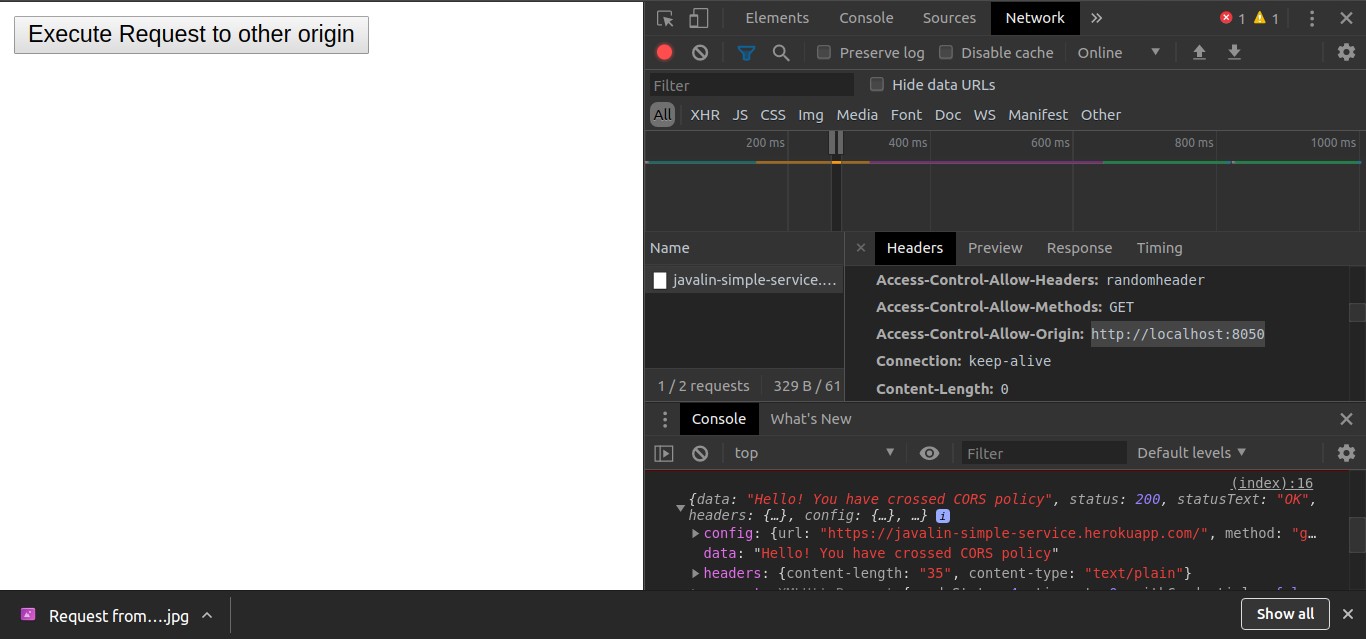 Execute Request to other origin
Elements Console Sources Network » 1 1
Preserve log Disable cache Online
Filter Hide data URLs
All XHR JS CSS Img Media Font Doc WS Manifest Other
200 ms 400 ms 600 ms 800 ms 1000 ms
Name × Headers Preview Response Timing
javalin-simple-service.…
Access-Control-Allow-Headers: randomheader
Access-Control-Allow-Methods: GET
Access-Control-Allow-Origin: http://localhost:8050
Connection: keep-alive
Content-Length: 0
1 / 2 requests 329 B / 61
Console What's New
top Filter Default levels
(index):16
{data: "Hello! You have crossed CORS policy", status: 200, statusText: "OK",
headers: {…}, config: {…}, …} i
config: {url: "https://javalin-simple-service.herokuapp.com/", method: "g…
data: "Hello! You have crossed CORS policy"
headers: {content-length: "35", content-type: "text/plain"}
Request from….jpg Show all